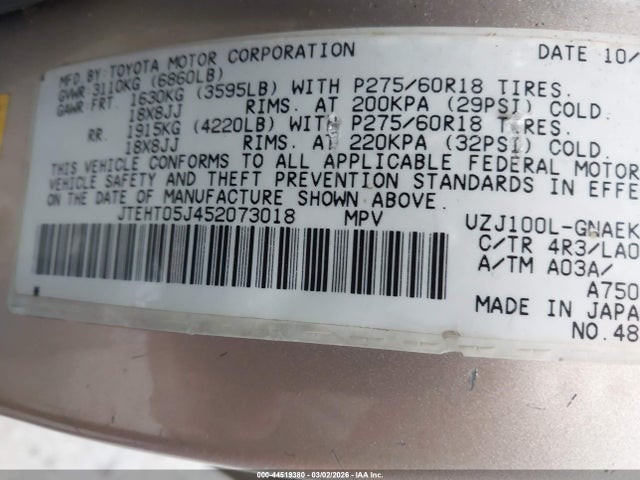 MFD.BY:TOYOTA MOTOR CORPORATION DATE 10/
GVWR 3110KG (6860LB)
GAWR FRT. 1630KG (3595LB) WITH P275/60R18 TIRES.
18X8JJ RIMS. AT 200KPA (29PSI) COLD.
RR. 1915KG (4220LB) WITH P275/60R18 TIRES.
18X8JJ RIMS. AT 220KPA (32PSI) COLD.
THIS VEHICLE CONFORMS TO ALL APPLICABLE FEDERAL MOTOR
VEHICLE SAFETY AND THEFT PREVENTION STANDARDS IN EFFE
ON THE DATE OF MANUFACTURE SHOWN ABOVE.
JTEHT05J452073018 MPV UZJ100L-GNAEK
C/TR 4R3/LA0
A/TM A03A/
A750
MADE IN JAPA
NO.48
000-44519380 - 03/02/2026 - IAA Inc.